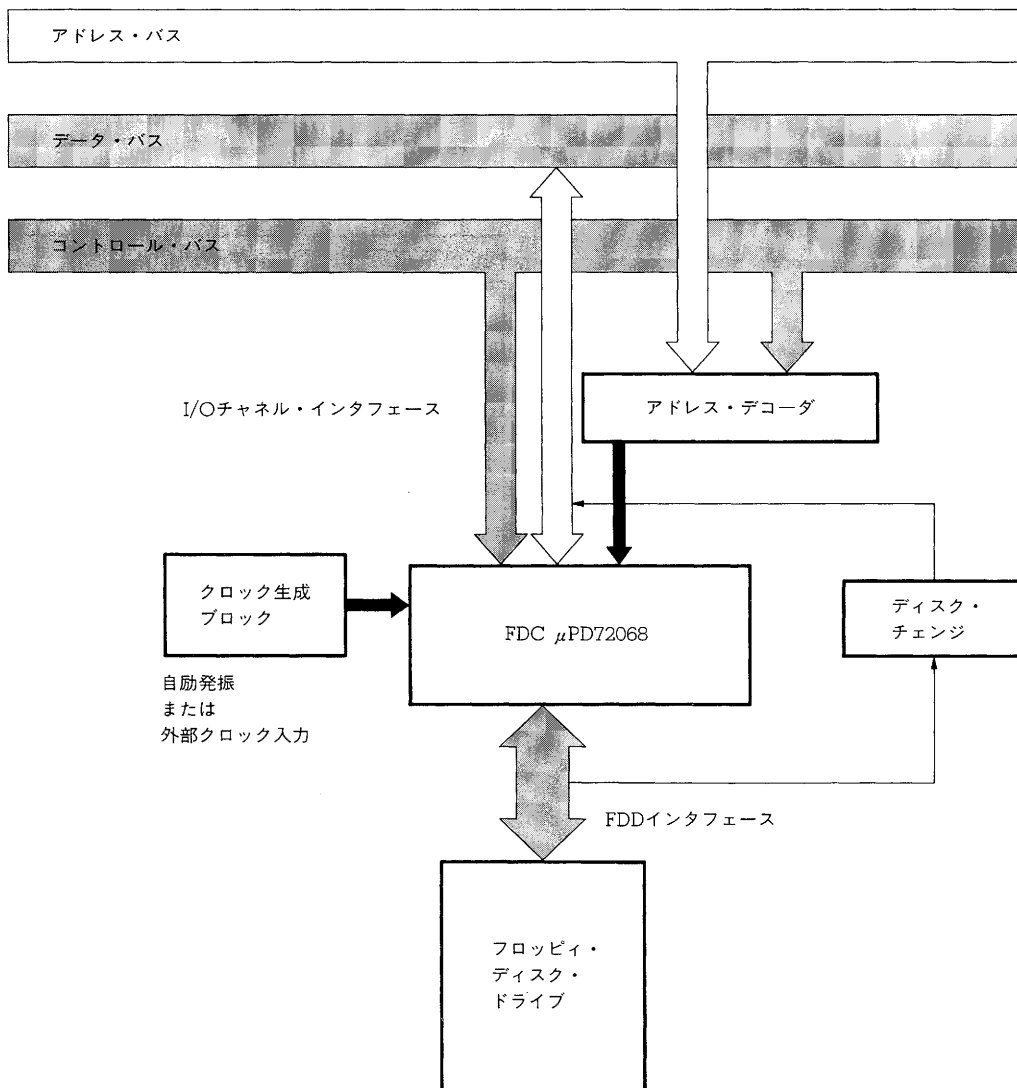 アドレス・バス
データ・バス
コントロール・バス
I/Oチャネル・インタフェース
アドレス・デコーダ
クロック生成
ブロック
FDC μPD72068
ディスク・
チェンジ
自励発振
または
外部クロック入力
FDDインタフェース
フロッピィ・
ディスク・
ドライブ